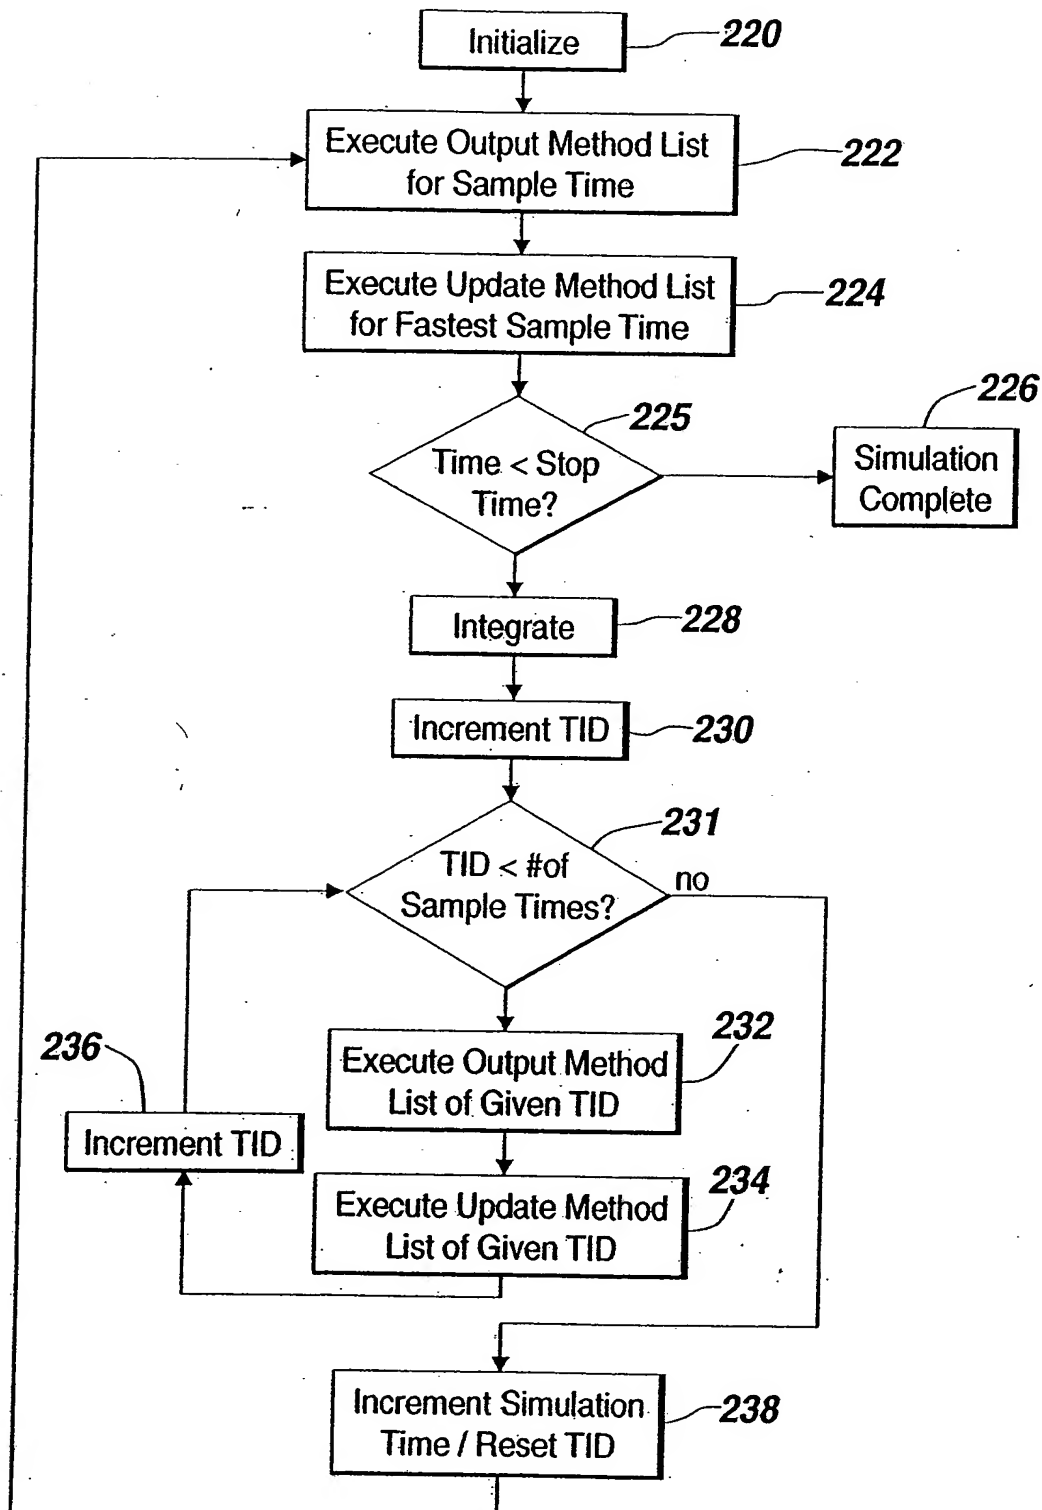 Initialize
220
Execute Output Method List
for Sample Time
222
Execute Update Method List
for Fastest Sample Time
224
225
Time < Stop
Time?
226
Simulation
Complete
Integrate
228
Increment TID
230
231
TID < #of
Sample Times?
no
232
Execute Output Method
List of Given TID
236
Increment TID
234
Execute Update Method
List of Given TID
Increment Simulation
Time / Reset TID
238